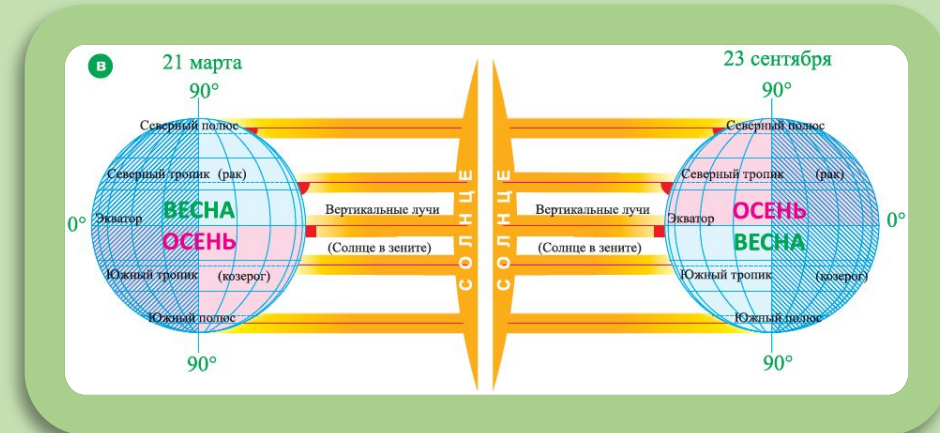 В
21 марта
90°
Северный полюс
Северный тропик (рак)
0°
Экватор
ВЕСНА
ОСЕНЬ
Южный тропик (козерог)
Южный полюс
90°
Вертикальные лучи
(Солнце в зените)
СОЛНЦЕ
СОЛНЦЕ
Вертикальные лучи
(Солнце в зените)
23 сентября
90°
Северный полюс
Северный тропик (рак)
Экватор
0°
ОСЕНЬ
ВЕСНА
Южный тропик (козерог)
Южный полюс
90°